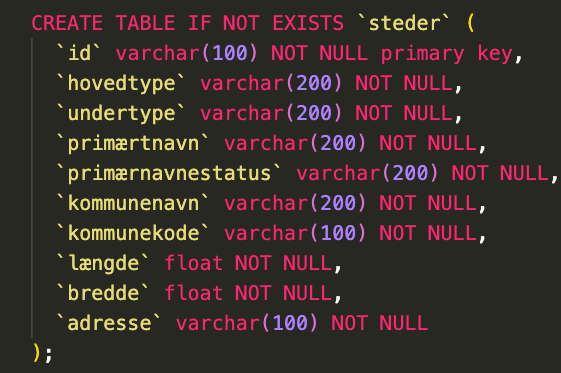 CREATE TABLE IF NOT EXISTS `steder` (
`id` varchar(100) NOT NULL primary key,
`hovedtype` varchar(200) NOT NULL,
`undertype` varchar(200) NOT NULL,
`primærtnavn` varchar(200) NOT NULL,
`primærnavnestatus` varchar(200) NOT NULL,
`kommunenavn` varchar(200) NOT NULL,
`kommunekode` varchar(100) NOT NULL,
`længde` float NOT NULL,
`bredde` float NOT NULL,
`adresse` varchar(100) NOT NULL
);